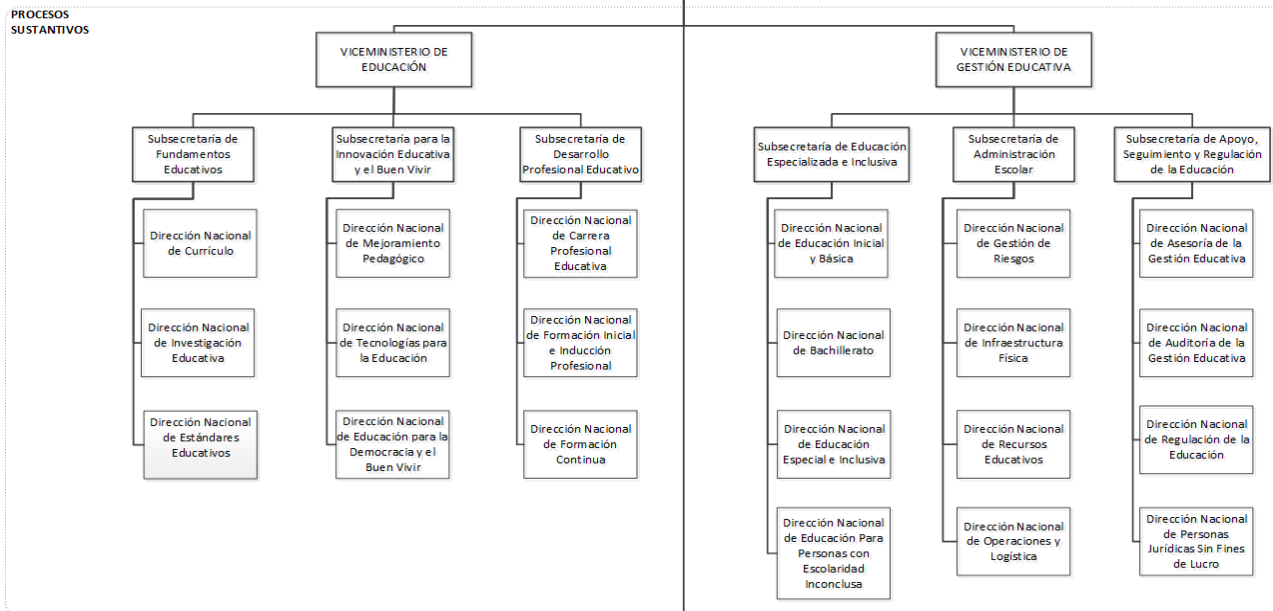 PROCESOS
SUSTANTIVOS
VICEMINISTERIO DE
EDUCACIÓN
VICEMINISTERIO DE
GESTIÓN EDUCATIVA
Subsecretaría de
Fundamentos
Educativos
Subsecretaría para la
Innovación Educativa
y el Buen Vivir
Subsecretaría de
Desarrollo
Profesional Educativo
Subsecretaría de Educación
Especializada e Inclusiva
Subsecretaría de
Administración
Escolar
Subsecretaría de Apoyo,
Seguimiento y Regulación
de la Educación
Dirección Nacional
de Currículo
Dirección Nacional
de Mejoramiento
Pedagógico
Dirección Nacional
de Carrera
Profesional
Educativa
Dirección Nacional
de Educación Inicial
y Básica
Dirección Nacional
de Gestión de
Riesgos
Dirección Nacional
de Asesoría de la
Gestión Educativa
Dirección Nacional
de Investigación
Educativa
Dirección Nacional
de Tecnologías para
la Educación
Dirección Nacional
de Formación Inicial
e Inducción
Profesional
Dirección Nacional
de Bachillerato
Dirección Nacional
de Infraestructura
Física
Dirección Nacional
de Auditoría de la
Gestión Educativa
Dirección Nacional
de Estándares
Educativos
Dirección Nacional
de Educación para la
Democracia y el
Buen Vivir
Dirección Nacional
de Formación
Continua
Dirección Nacional
de Educación
Especial e Inclusiva
Dirección Nacional
de Recursos
Educativos
Dirección Nacional
de Regulación de la
Educación
Dirección Nacional
de Educación Para
Personas con
Escolaridad
Inconclusa
Dirección Nacional
de Operaciones y
Logística
Dirección Nacional
de Personas
Jurídicas Sin Fines
de Lucro